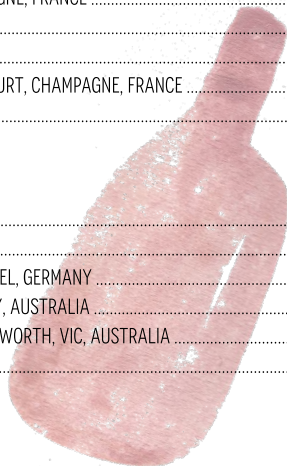 GNE, FRANCE
URT, CHAMPAGNE, FRANCE
EL, GERMANY
Y, AUSTRALIA
WORTH, VIC, AUSTRALIA